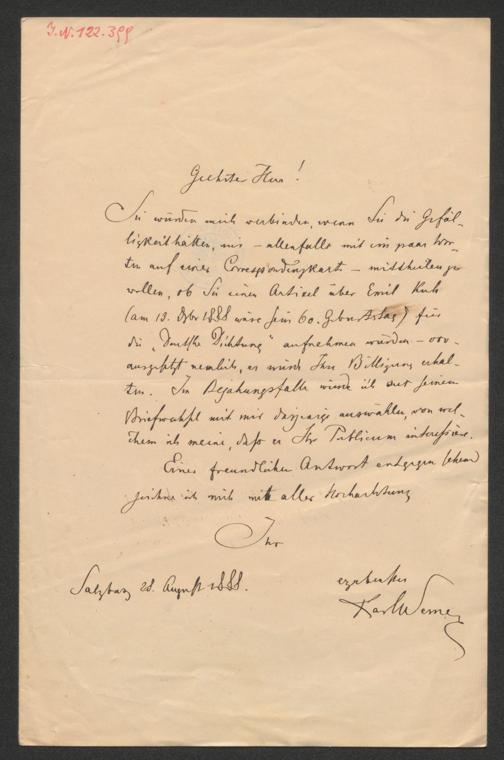 J. N. 122.399
Geehrter Herr!
Sie würden mich verbinden, wenn Sie die Gefäl-
ligkeit hätten, mir – allenfalls mit ein paar Wor-
ten auf einer Correspondenzkarte – mittheilen zu
wollen, ob Sie einen Artikel über Emil Kuh
(am 13. Dzbr 1888 wäre sein 60. Geburtstag) für
die „Deutsche Dichtung“ aufnehmen würden – vor-
ausgesetzt nemlich, es würde Ihre Billigung erhal-
ten. Im Bejahungsfalle würde ich aus seinem
Briefwechsel mit mir dasjenige auswählen, von wel-
chem ich meine, daß es Ihr Publicum interessire.
Einer freundlichen Antwort entgegen sehend
zeichne ich mich mit aller Hochachtung
Ihr
ergebenster
Salzburg 28. August 1888.
Karl Werner